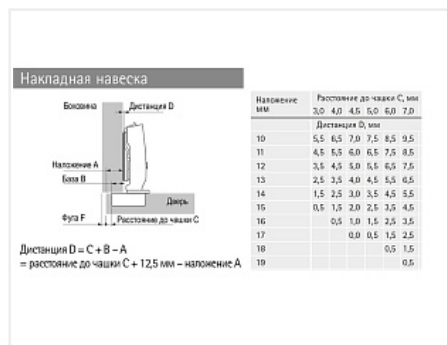 Накладная навеска
Боковина
Дистанция D
Наложение A
База B
Дверь
Фуга F
Расстояние до чашки C
Дистанция D = C + B – A
= расстояние до чашки C + 12,5 мм – наложение A
Наложение мм Расстояние до чашки C, мм
3,0 4,0 4,5 5,0 6,0 7,0
Дистанция D, мм
10 5,5 6,5 7,0 7,5 8,5 9,5
11 4,5 5,5 6,0 6,5 7,5 8,5
12 3,5 4,5 5,0 5,5 6,5 7,5
13 2,5 3,5 4,0 4,5 5,5 6,5
14 1,5 2,5 3,0 3,5 4,5 5,5
15 0,5 1,5 2,0 2,5 3,5 4,5
16 0,5 1,0 1,5 2,5 3,5
17 0,0 0,5 1,5 2,5
18 0,5 1,5
19 0,5